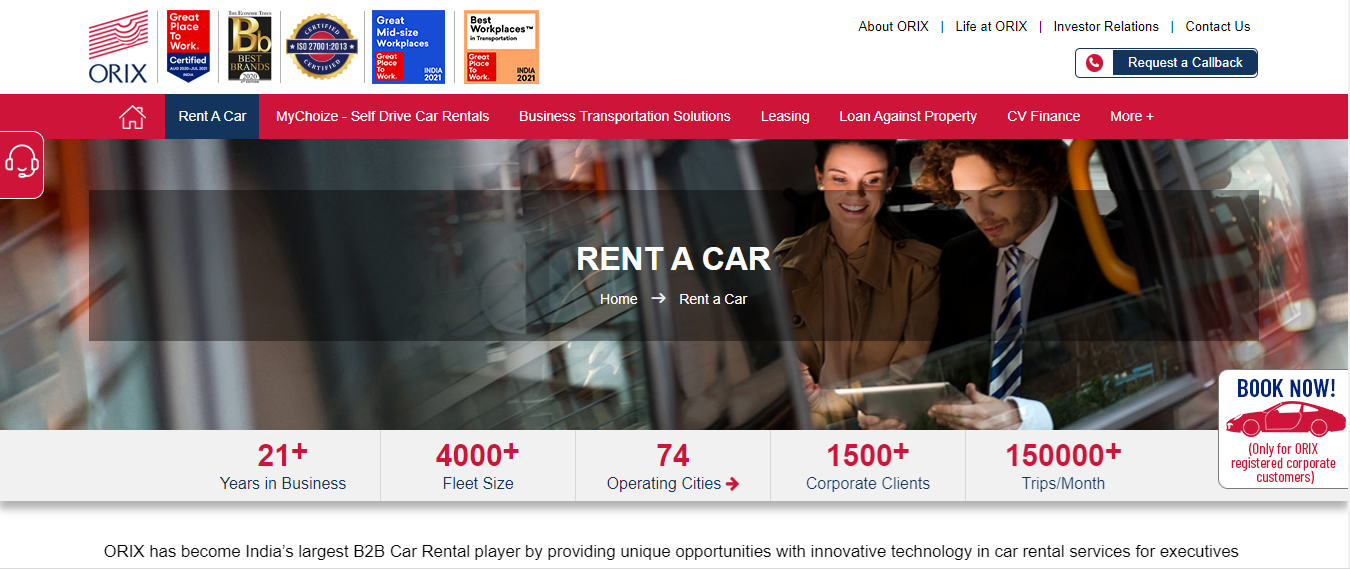 ORIX
Great
Place
To
Work.
Certified
AUG 2020-JUL 2021
INDIA
THE ECONOMIC TIMES
Bb
BEST
BRANDS
2020
CERTIFIED
ISO 27001:2013
CERTIFIED
Great
Mid-size
Workplaces
Great
Place
To
Work.
INDIA
2021
Best
Workplaces™
in Transportation
Great
Place
To
Work.
INDIA
2021
About ORIX | Life at ORIX | Investor Relations | Contact Us
Request a Callback
Rent A Car MyChoize - Self Drive Car Rentals Business Transportation Solutions Leasing Loan Against Property CV Finance More +
RENT A CAR
Home → Rent a Car
BOOK NOW!
(Only for ORIX
registered corporate
customers)
21+ 4000+ 74 1500+ 150000+
Years in Business Fleet Size Operating Cities → Corporate Clients Trips/Month
ORIX has become India’s largest B2B Car Rental player by providing unique opportunities with innovative technology in car rental services for executives